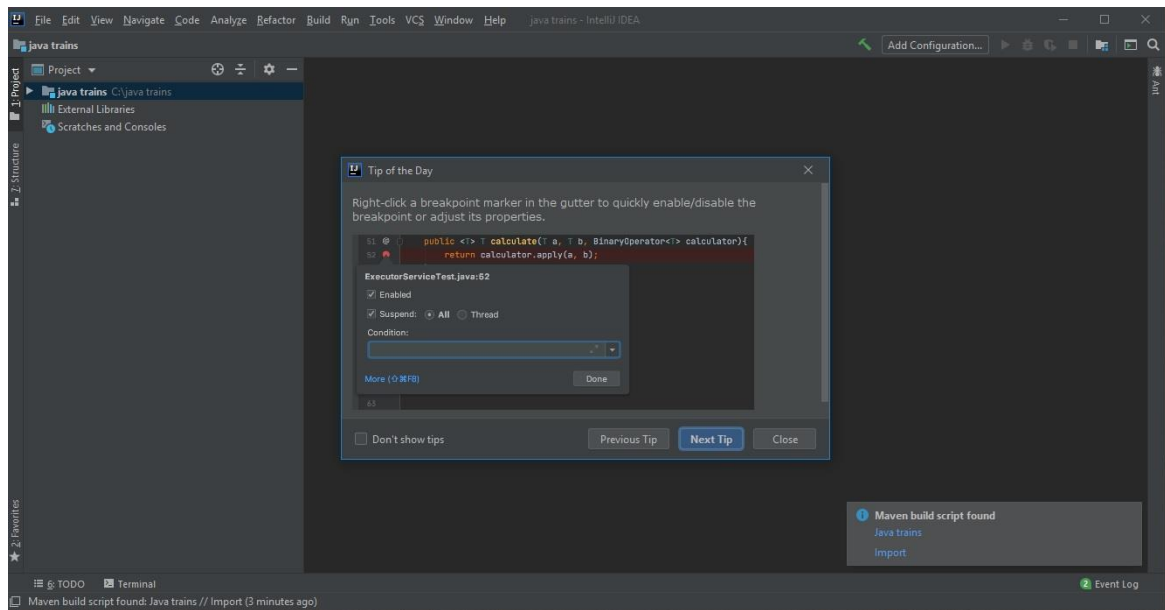 File Edit View Navigate Code Analyze Refactor Build Run Tools VCS Window Help java trains - IntelliJ IDEA
java trains
Add Configuration...
Project
java trains C:\java trains
External Libraries
Scratches and Consoles
1: Project
7: Structure
2: Favorites
Ant
Tip of the Day
Right-click a breakpoint marker in the gutter to quickly enable/disable the
breakpoint or adjust its properties.
51 @ public <T> T calculate(T a, T b, BinaryOperator<T> calculator){
52 return calculator.apply(a, b);
ExecutorServiceTest.java:52
Enabled
Suspend: All Thread
Condition:
More (⇧⌘F8) Done
63
Don't show tips Previous Tip Next Tip Close
Maven build script found
Java trains
Import
6: TODO Terminal 2 Event Log
Maven build script found: Java trains // Import (3 minutes ago)